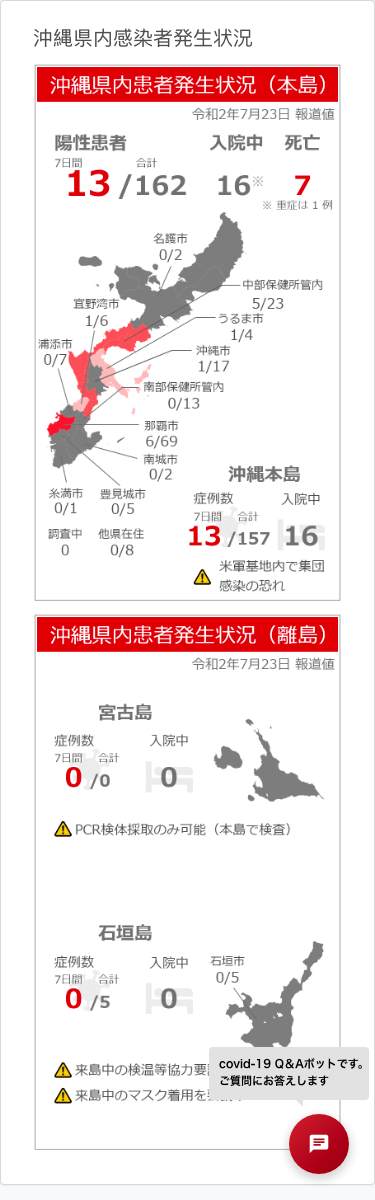 沖縄県内感染者発生状況
沖縄県内患者発生状況（本島）
令和2年7月23日 報道値
陽性患者 入院中 死亡
7日間 合計
13 /162 16※ 7
※ 重症は 1 例
名護市
0/2
中部保健所管内
5/23
宜野湾市
1/6
うるま市
1/4
浦添市
0/7
沖縄市
1/17
南部保健所管内
0/13
那覇市
6/69
南城市
0/2
糸満市
0/1
豊見城市
0/5
調査中
0
他県在住
0/8
沖縄本島
症例数 入院中
7日間 合計
13 /157 16
米軍基地内で集団
感染の恐れ
沖縄県内患者発生状況（離島）
令和2年7月23日 報道値
宮古島
症例数 入院中
7日間 合計
0 /0 0
PCR検体採取のみ可能（本島で検査）
石垣島
症例数 入院中
7日間 合計
0 /5 0
石垣市
0/5
来島中の検温等協力要
来島中のマスク着用を
covid-19 Q&Aボットです。
ご質問にお答えします